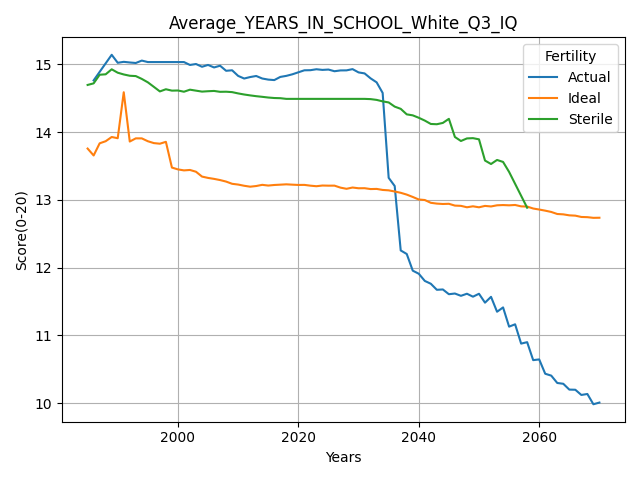 Average_YEARS_IN_SCHOOL_White_Q3_IQ
Score(0-20)
15
14
13
12
11
10
Fertility
Actual
Ideal
Sterile
2000
2020
2040
2060
Years